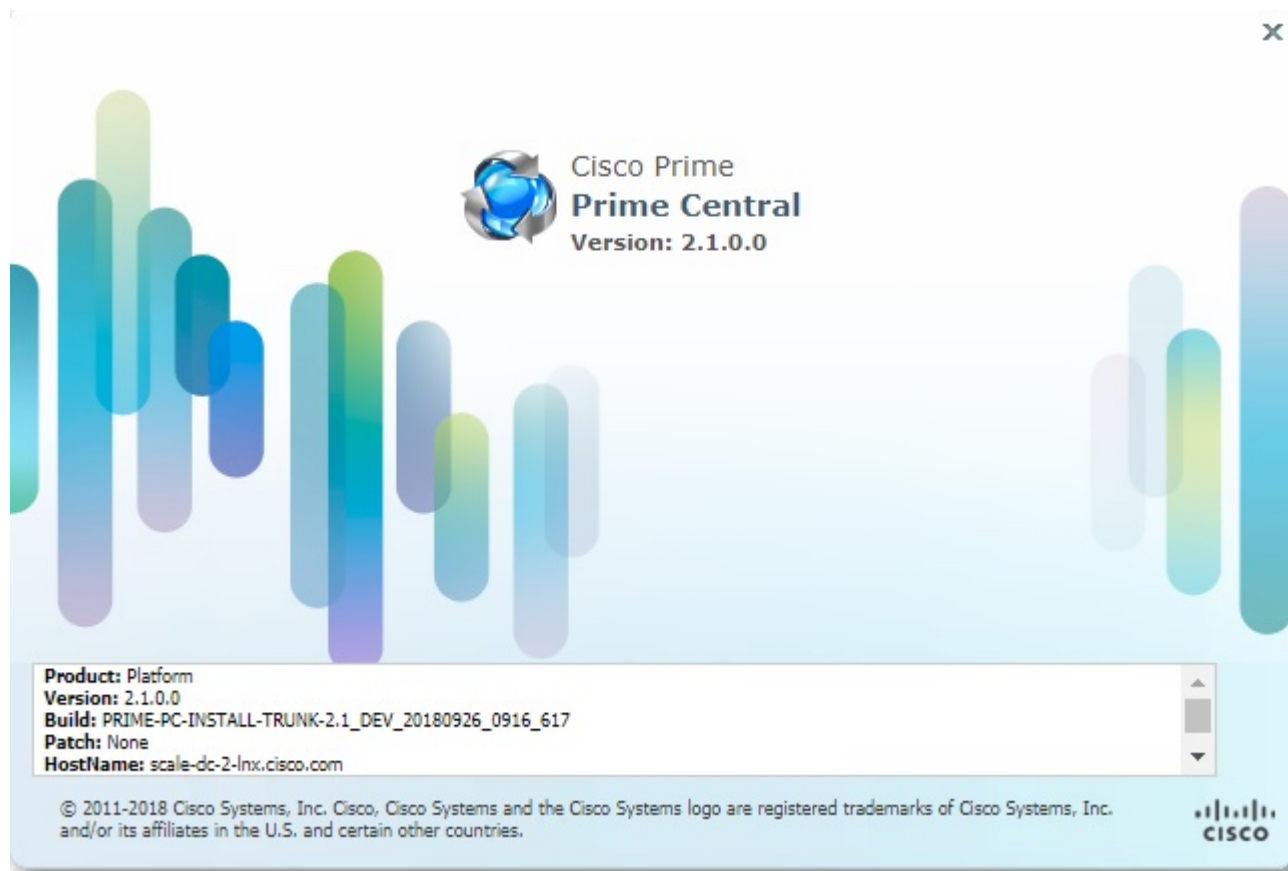 Cisco Prime
Prime Central
Version: 2.1.0.0
Product: Platform
Version: 2.1.0.0
Build: PRIME-PC-INSTALL-TRUNK-2.1_DEV_20180926_0916_617
Patch: None
HostName: scale-dc-2-lnx.cisco.com
© 2011-2018 Cisco Systems, Inc. Cisco, Cisco Systems and the Cisco Systems logo are registered trademarks of Cisco Systems, Inc.
and/or its affiliates in the U.S. and certain other countries.
CISCO